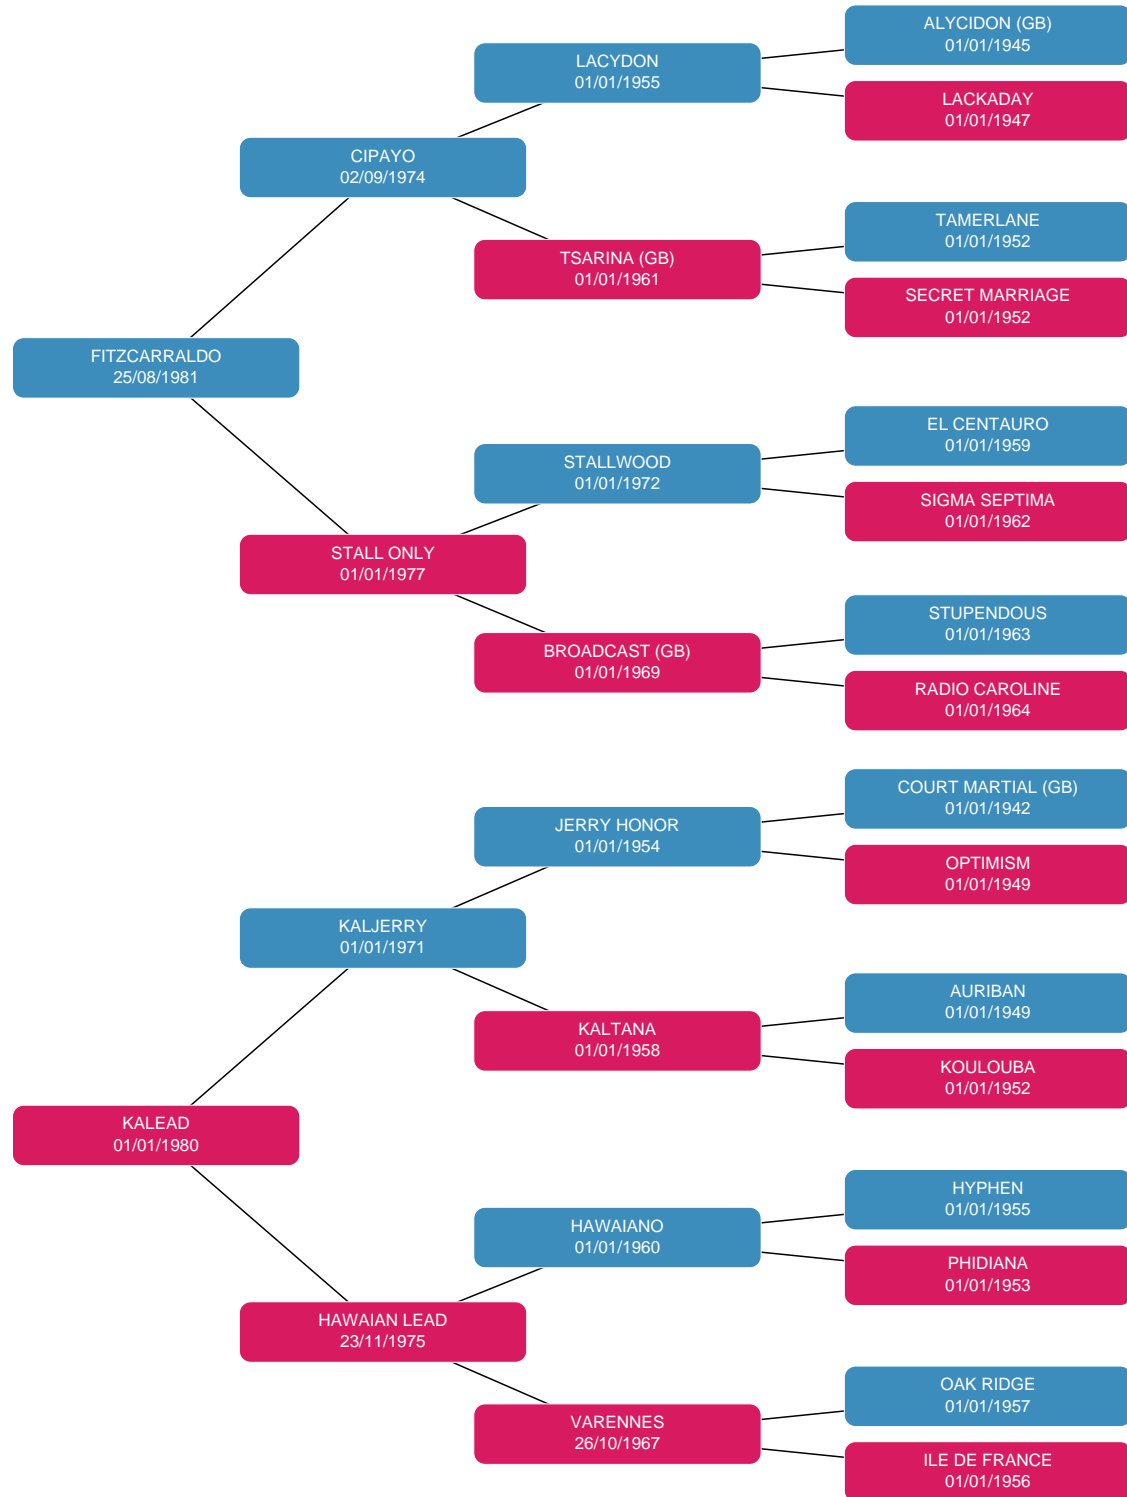 ALYCIDON (GB)
01/01/1945
LACYDON
01/01/1955
LACKADAY
01/01/1947
CIPAYO
02/09/1974
TAMERLANE
01/01/1952
TSARINA (GB)
01/01/1961
SECRET MARRIAGE
01/01/1952
FITZCARRALDO
25/08/1981
EL CENTAURO
01/01/1959
STALLWOOD
01/01/1972
SIGMA SEPTIMA
01/01/1962
STALL ONLY
01/01/1977
STUPENDOUS
01/01/1963
BROADCAST (GB)
01/01/1969
RADIO CAROLINE
01/01/1964
COURT MARTIAL (GB)
01/01/1942
JERRY HONOR
01/01/1954
OPTIMISM
01/01/1949
KALJERRY
01/01/1971
AURIBAN
01/01/1949
KALTANA
01/01/1958
KOULOUBA
01/01/1952
KALEAD
01/01/1980
HYPHEN
01/01/1955
HAWAIANO
01/01/1960
PHIDIANA
01/01/1953
HAWAIAN LEAD
23/11/1975
OAK RIDGE
01/01/1957
VARENNES
26/10/1967
ILE DE FRANCE
01/01/1956